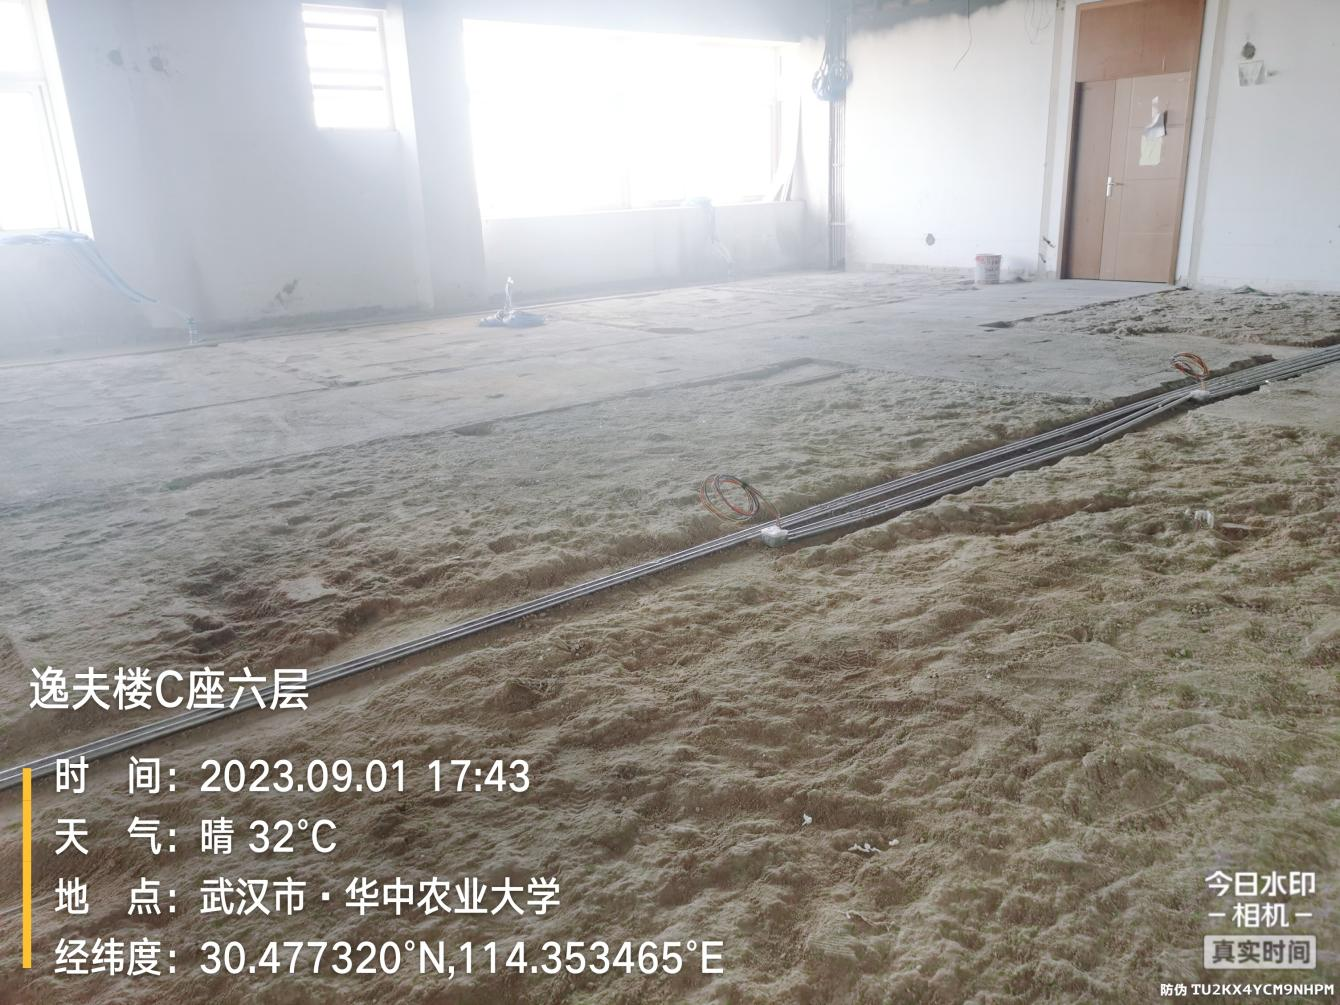 逸夫楼C座六层
时 间：2023.09.01 17:43
天 气：晴 32°C
地 点：武汉市·华中农业大学
经纬度：30.477320°N,114.353465°E
今日水印
-相机-
真实时间
防伪 TU2KX4YCM9NHPM